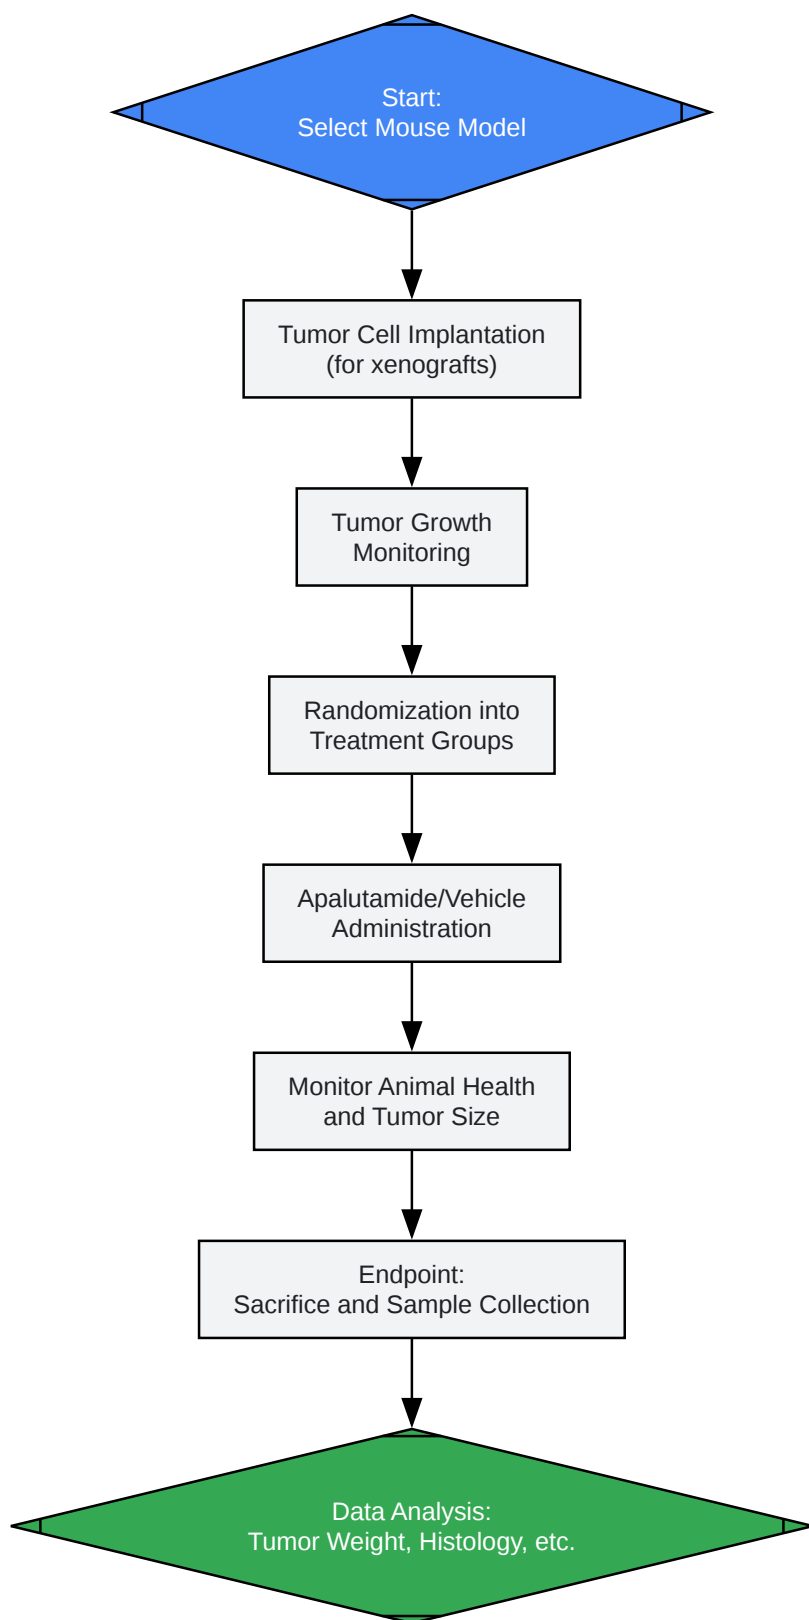 Start:
Select Mouse Model
Tumor Cell Implantation
(for xenografts)
Tumor Growth
Monitoring
Randomization into
Treatment Groups
Apalutamide/Vehicle
Administration
Monitor Animal Health
and Tumor Size
Endpoint:
Sacrifice and Sample Collection
Data Analysis:
Tumor Weight, Histology, etc.